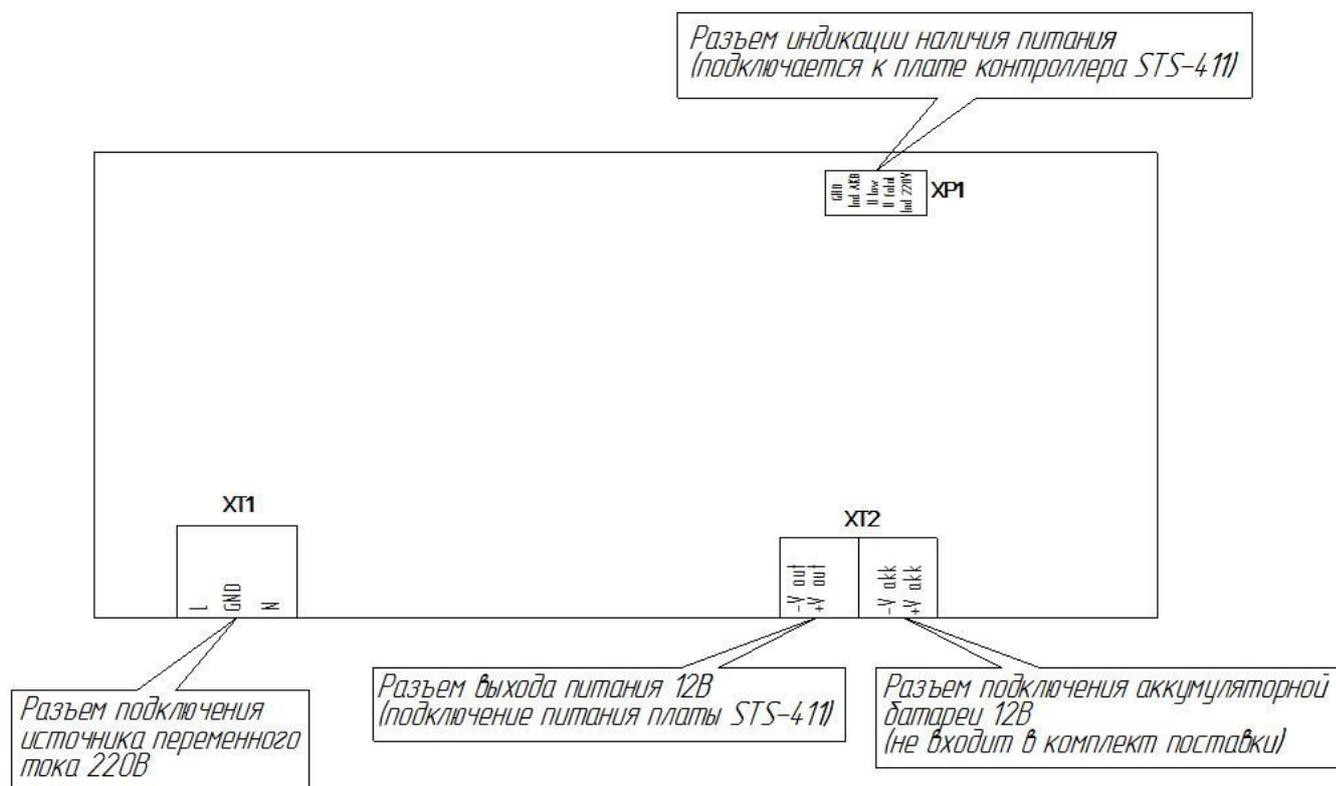 Разъем индикации наличия питания
(подключается к плате контроллера STS-411)
GND
Ind AKB
U low
U fatal
Ind 220V
XP1
XT1
L
GND
N
XT2
-V out
+V out
-V akk
+V akk
Разъем подключения
источника переменного
тока 220В
Разъем выхода питания 12В
(подключение питания платы STS-411)
Разъем подключения аккумуляторной
батареи 12В
(не входит в комплект поставки)